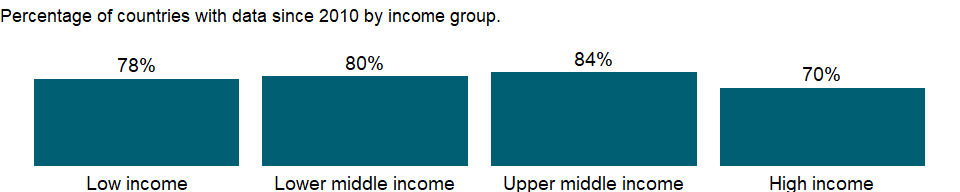 Percentage of countries with data since 2010 by income group.
78%
80%
84%
70%
Low income
Lower middle income
Upper middle income
High income